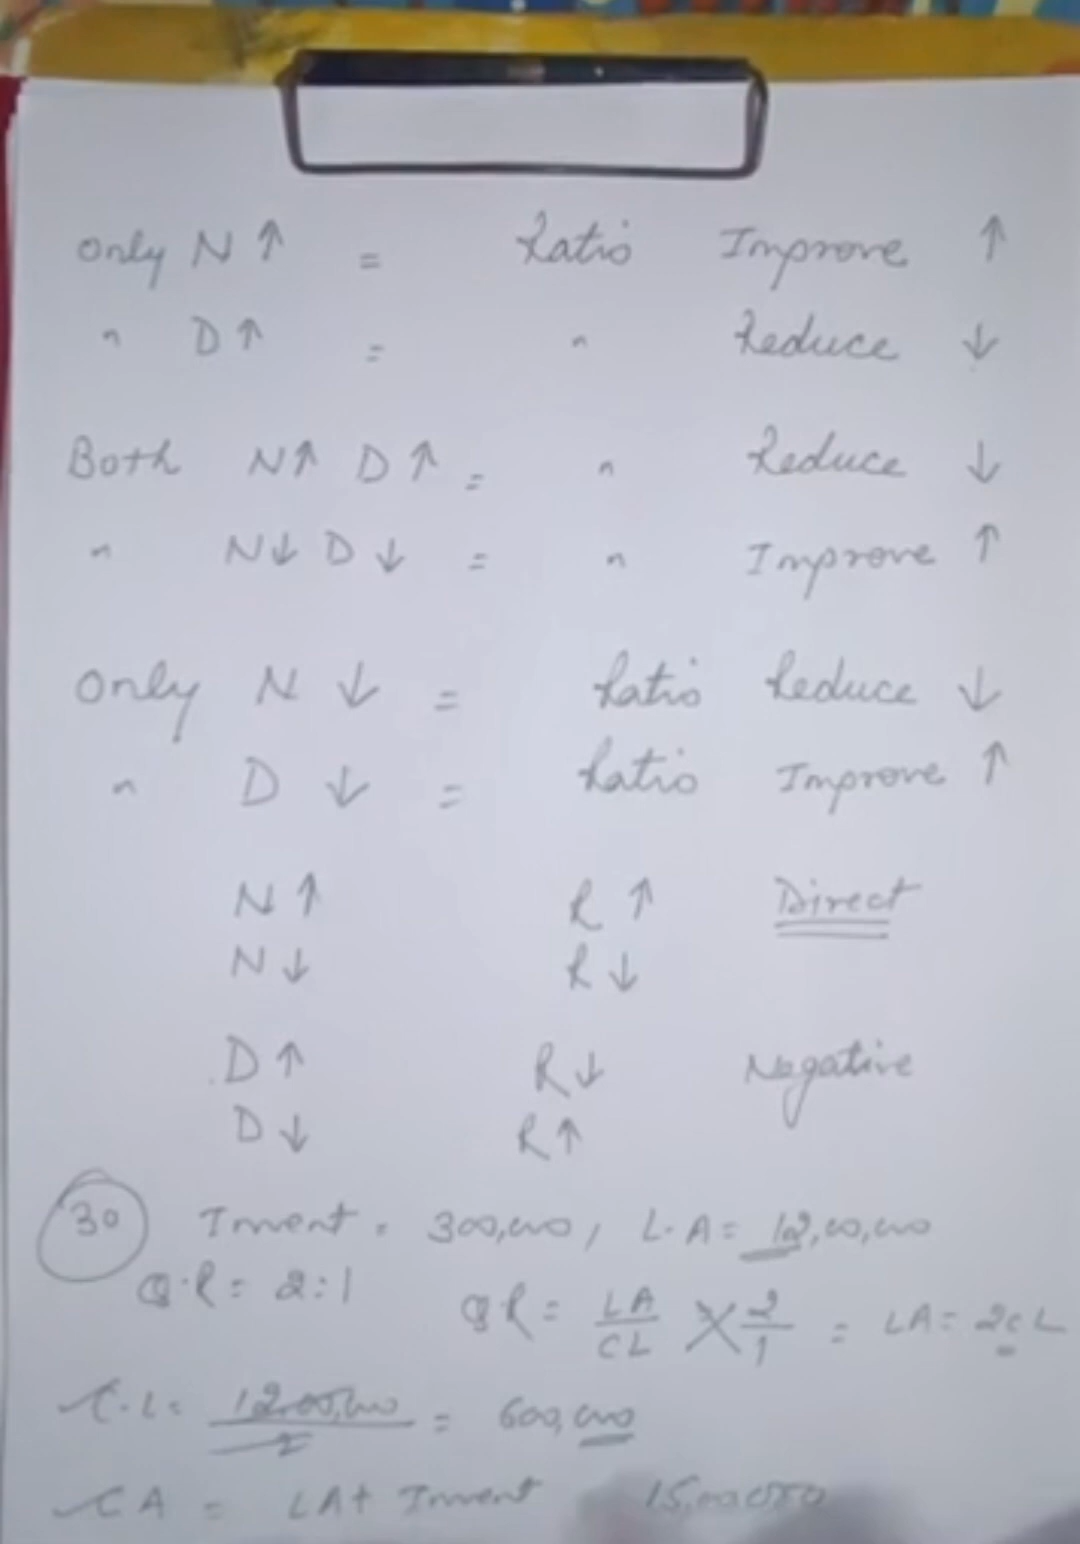 Only N ↑ = Ratio Improve ↑
" D ↑ = " Reduce ↓
Both N↑ D↑ = " Reduce ↓
" N↓ D↓ = " Improve ↑
Only N ↓ = Ratio Reduce ↓
" D ↓ = Ratio Improve ↑
N ↑ R ↑ Direct
N ↓ R ↓
D ↑ R ↓ Negative
D ↓ R ↑
30 Invent. 300,000, L.A = 12,00,000
Q.R = 2:1 QR = LA/CL × 2/1 = LA = 2CL
C.L = 1200,000/2 = 600,000
CA = LA + Invent